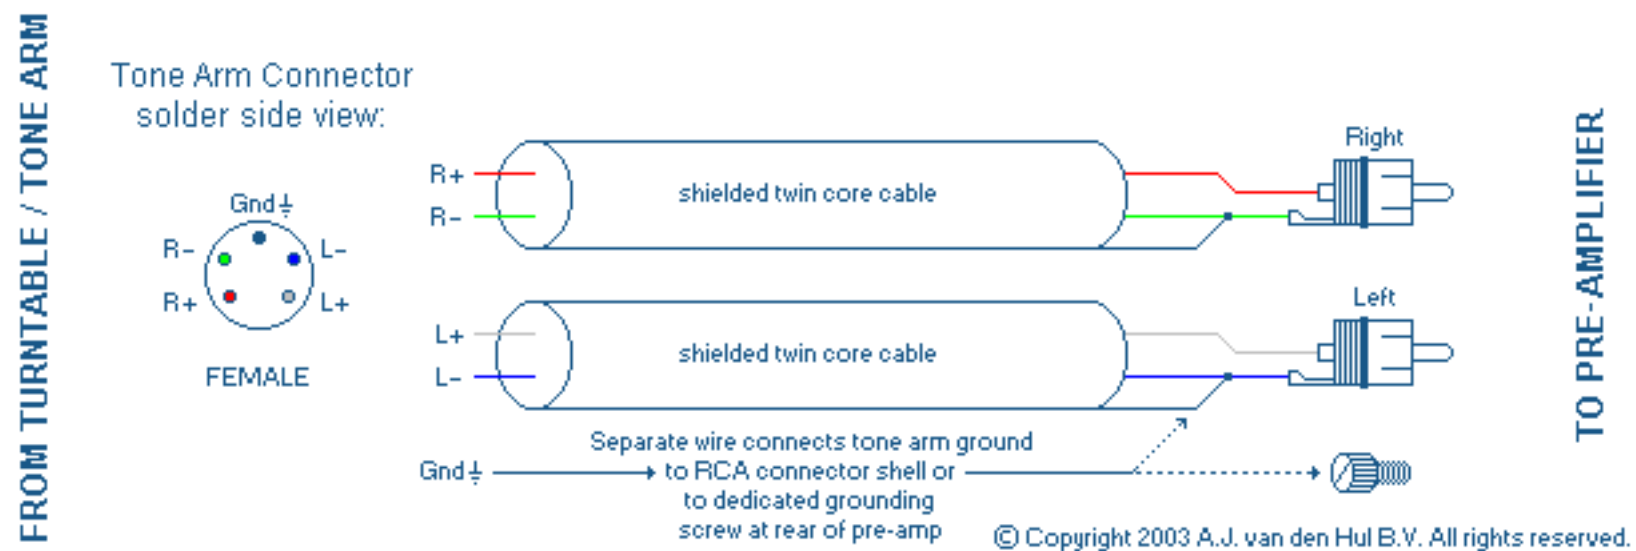 FROM TURNTABLE / TONE ARM
Tone Arm Connector
solder side view:
Gnd⏚
R-
L-
R+
L+
FEMALE
R+
R-
shielded twin core cable
Right
L+
L-
shielded twin core cable
Left
Separate wire connects tone arm ground
Gnd⏚
to RCA connector shell or
to dedicated grounding
screw at rear of pre-amp
© Copyright 2003 A.J. van den Hul B.V. All rights reserved.
TO PRE-AMPLIFIER